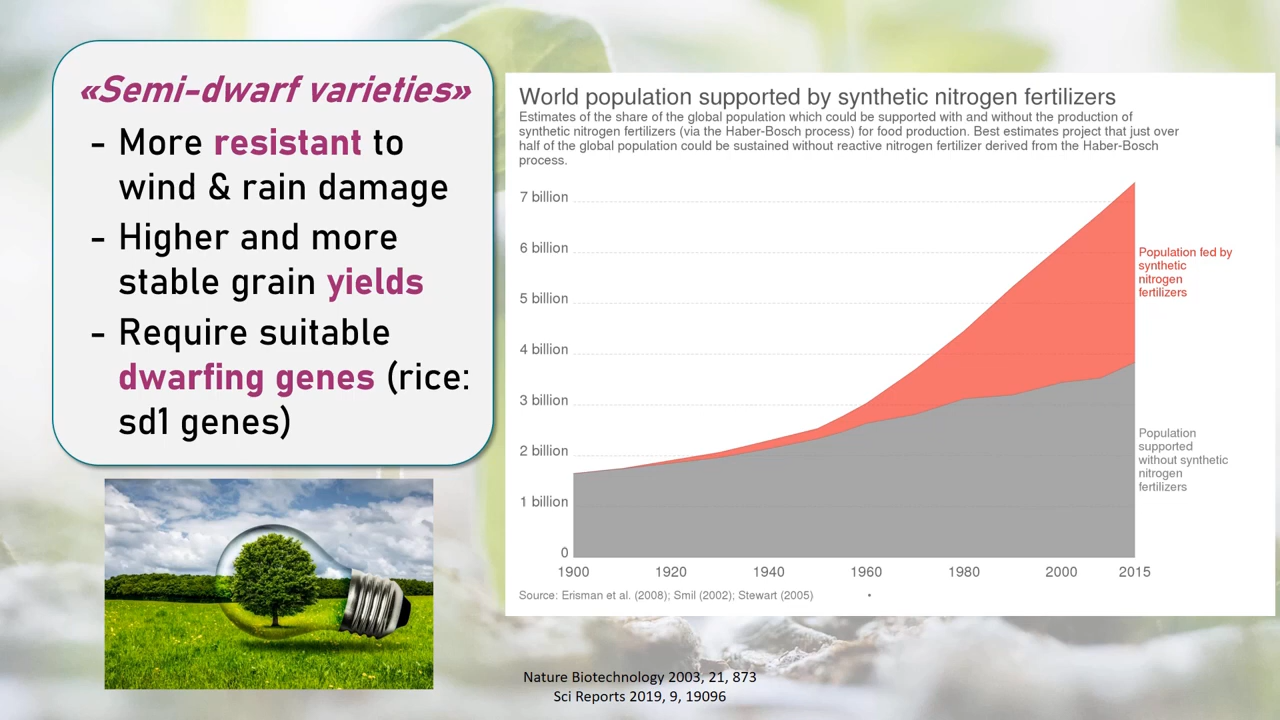 «Semi-dwarf varieties»
- More resistant to
wind & rain damage
- Higher and more
stable grain yields
- Require suitable
dwarfing genes (rice:
sd1 genes)
World population supported by synthetic nitrogen fertilizers
Estimates of the share of the global population which could be supported with and without the production of
synthetic nitrogen fertilizers (via the Haber-Bosch process) for food production. Best estimates project that just over
half of the global population could be sustained without reactive nitrogen fertilizer derived from the Haber-Bosch
process.
7 billion
6 billion
5 billion
4 billion
3 billion
2 billion
1 billion
0
1900 1920 1940 1960 1980 2000 2015
Population fed by
synthetic
nitrogen
fertilizers
Population
supported
without synthetic
nitrogen
fertilizers
Source: Erisman et al. (2008); Smil (2002); Stewart (2005)
Nature Biotechnology 2003, 21, 873
Sci Reports 2019, 9, 19096